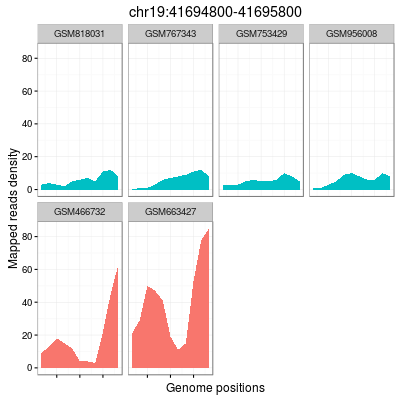 chr19:41694800-41695800
GSM818031 GSM767343 GSM753429 GSM956008
80
60
40
20
0
GSM466732 GSM663427
80
60
40
20
0
Mapped reads density
Genome positions